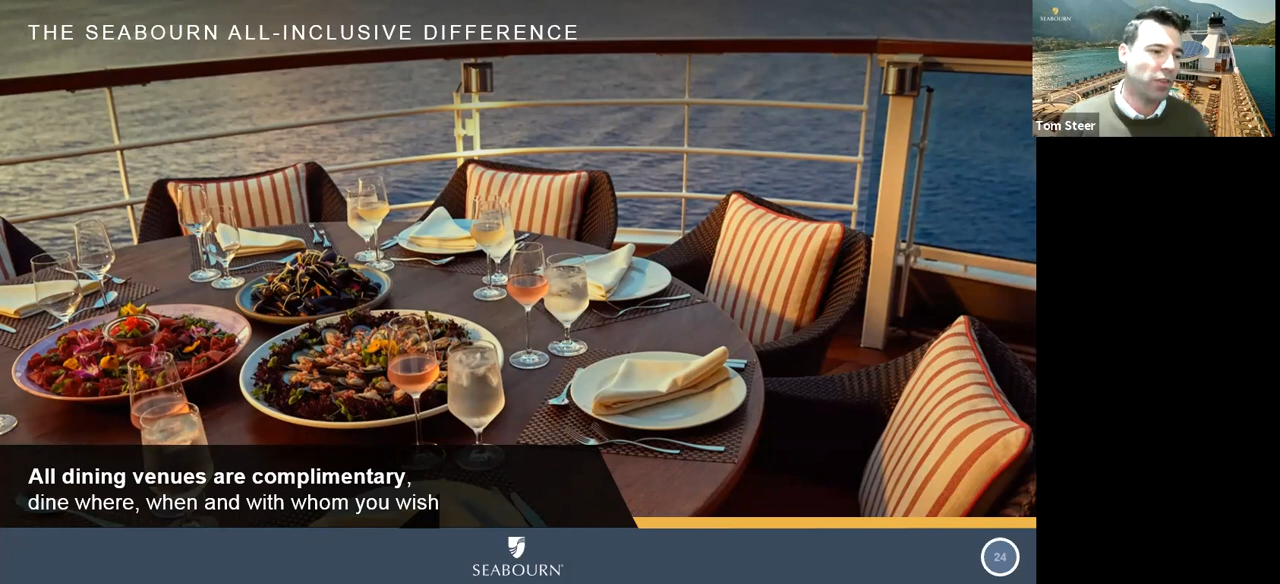 THE SEABOURN ALL-INCLUSIVE DIFFERENCE
SEABOURN
Tom Steer
All dining venues are complimentary,
dine where, when and with whom you wish
SEABOURN
24